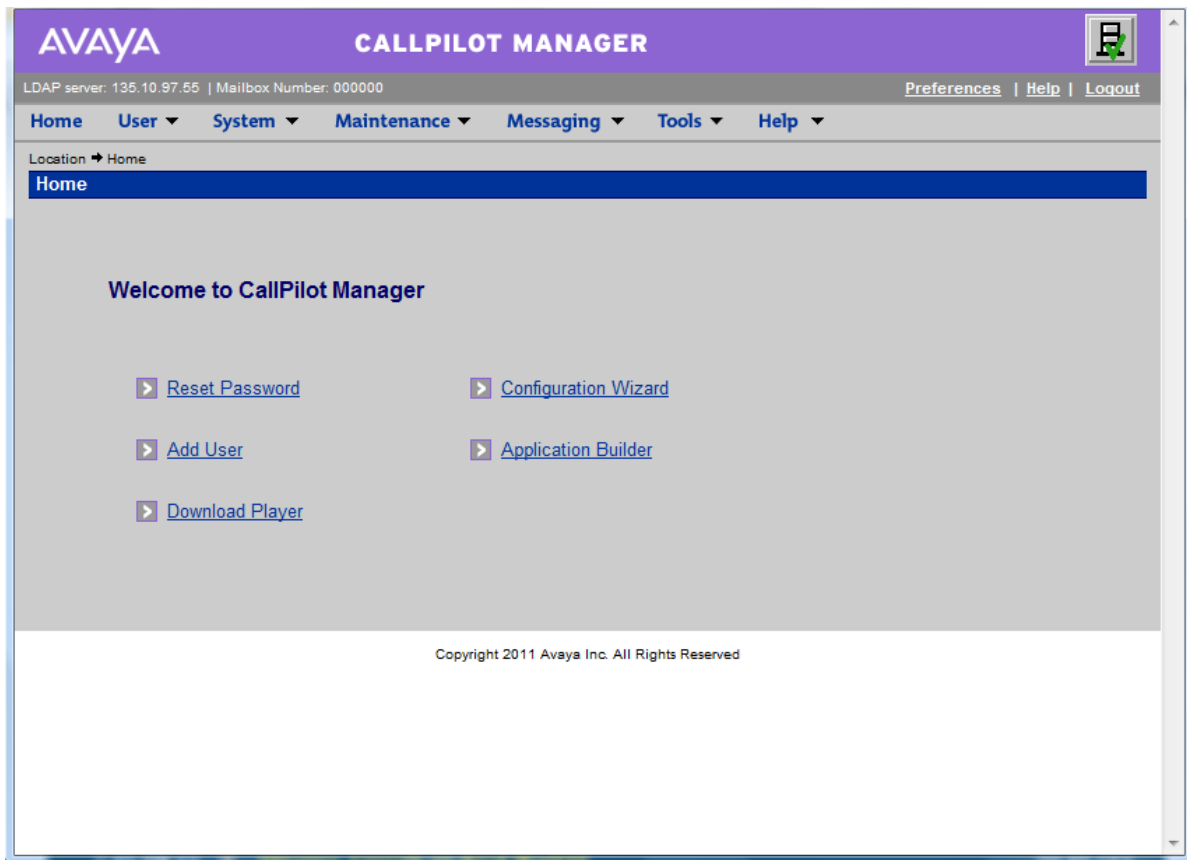 AVAYA CALLPILOT MANAGER
LDAP server: 135.10.97.55 | Mailbox Number: 000000 Preferences | Help | Logout
Home User System Maintenance Messaging Tools Help
Location Home
Home
Welcome to CallPilot Manager
Reset Password Configuration Wizard
Add User Application Builder
Download Player
Copyright 2011 Avaya Inc. All Rights Reserved